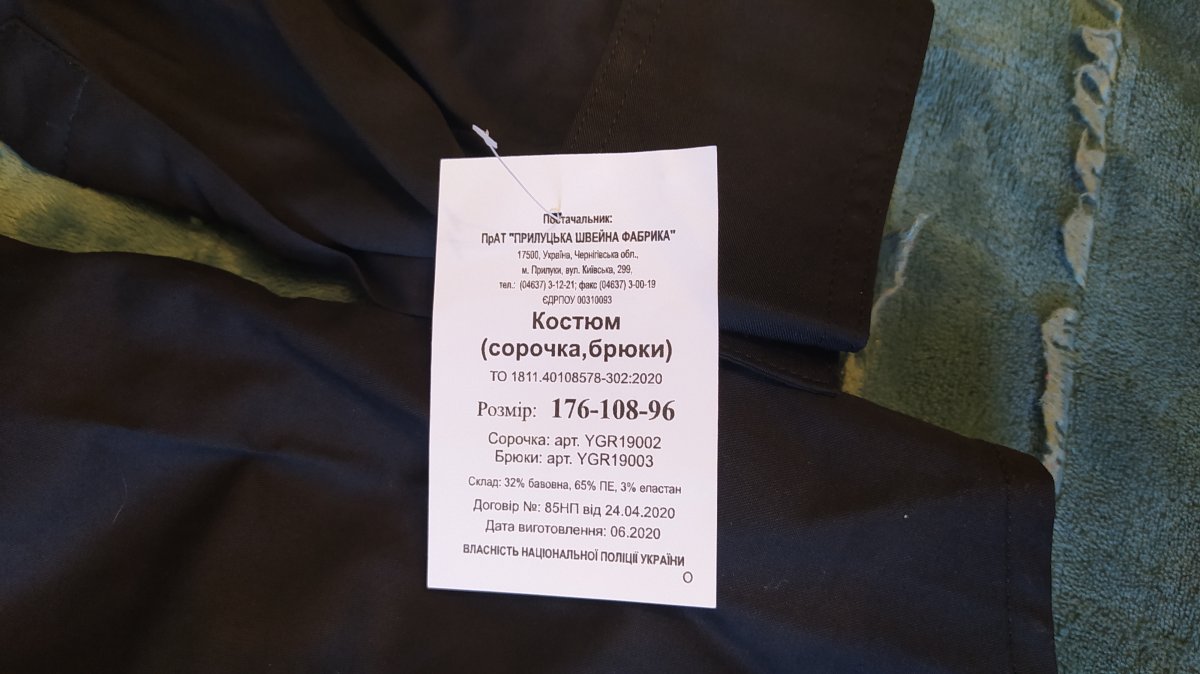 Постачальник:
ПрАТ "ПРИЛУЦЬКА ШВЕЙНА ФАБРИКА"
17500, Україна, Чернігівська обл.,
м. Прилуки, вул. Київська, 299,
тел.: (04637) 3-12-21; факс (04637) 3-00-19
ЄДРПОУ 00310093
Костюм
(сорочка,брюки)
ТО 1811.40108578-302:2020
Розмір: 176-108-96
Сорочка: арт. YGR19002
Брюки: арт. YGR19003
Склад: 32% бавовна, 65% ПЕ, 3% еластан
Договір №: 85НП від 24.04.2020
Дата виготовлення: 06.2020
ВЛАСНІСТЬ НАЦІОНАЛЬНОЇ ПОЛІЦІЇ УКРАЇНИ
О